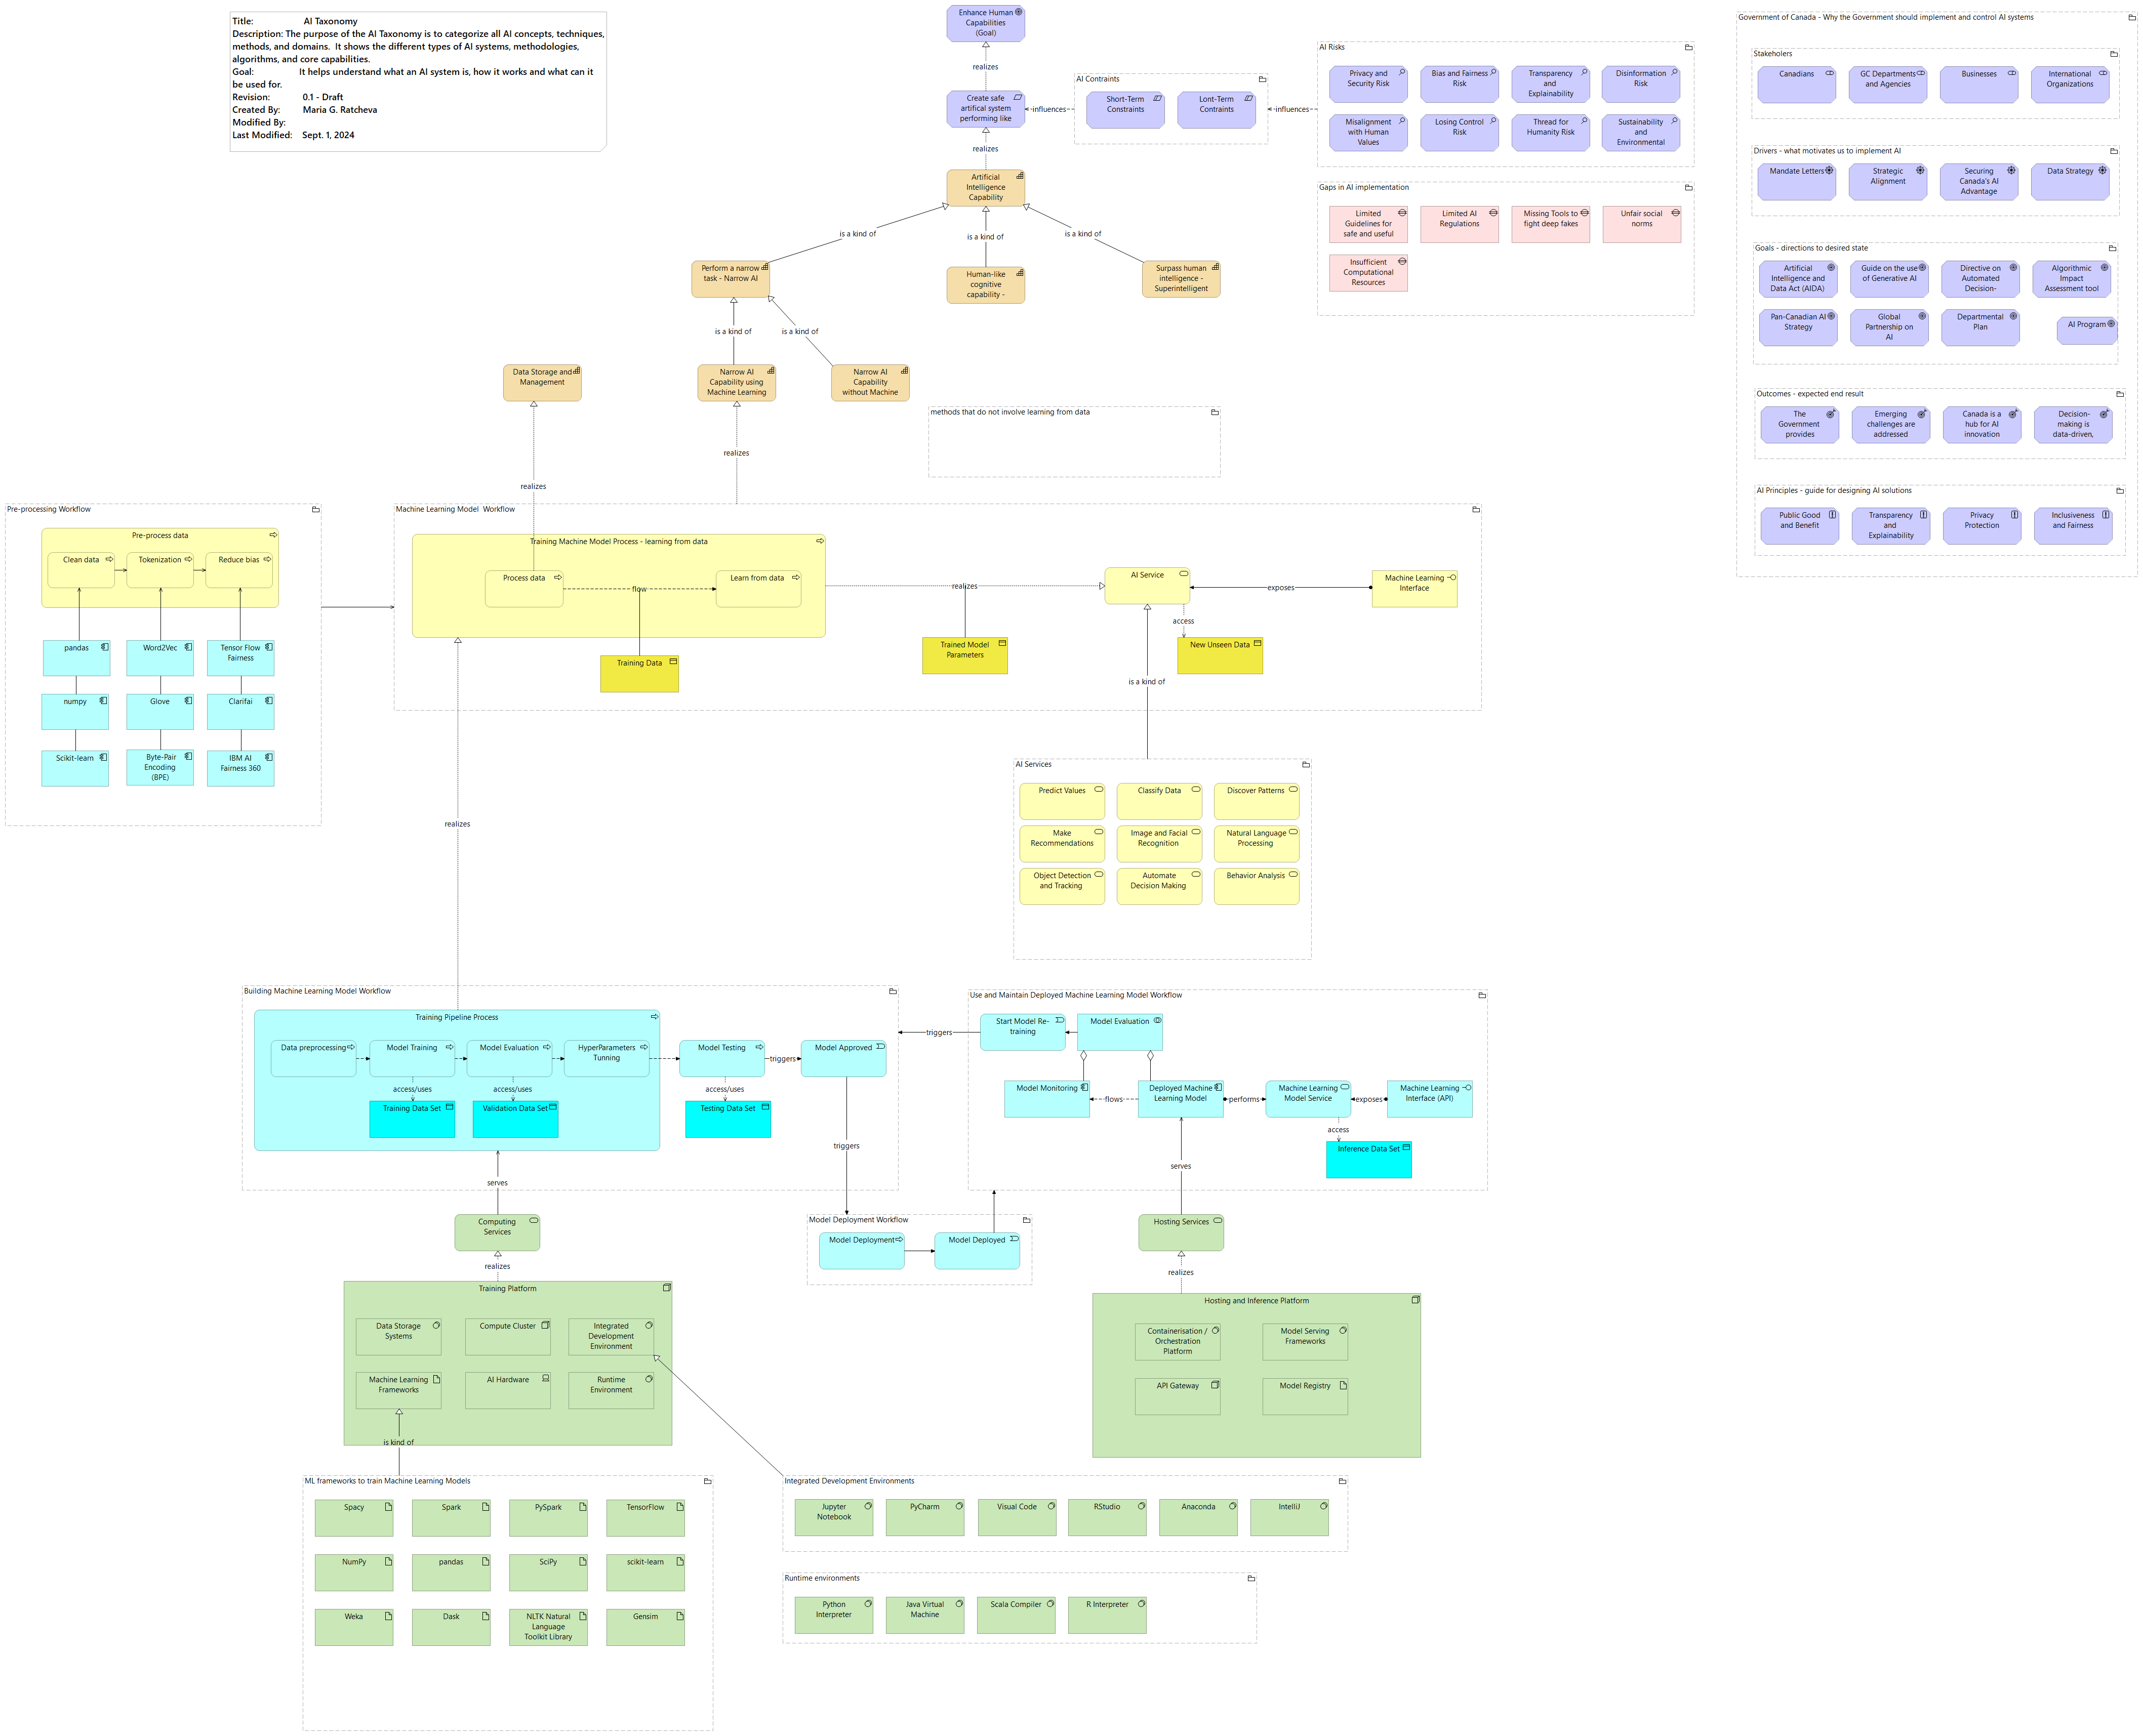 Title: AI Taxonomy
Description: The purpose of the AI Taxonomy is to categorize all AI concepts, techniques,
methods, and domains. It shows the different types of AI systems, methodologies,
algorithms, and core capabilities.
Goal: It helps understand what an AI system is, how it works and what can it
be used for.
Revision: 0.1 - Draft
Created By: Maria G. Ratcheva
Modified By:
Last Modified: Sept. 1, 2024
Enhance Human
Capabilities
(Goal)
realizes
Create safe
artifical system
performing like
influences
AI Contraints
Short-Term
Constraints
Lont-Term
Contraints
influences
AI Risks
Privacy and
Security Risk
Bias and Fairness
Risk
Transparency
and
Explainability
Disinformation
Risk
Misalignment
with Human
Values
Losing Control
Risk
Thread for
Humanity Risk
Sustainability
and
Environmental
Gaps in AI implementation
Limited
Guidelines for
safe and useful
Limited AI
Regulations
Missing Tools to
fight deep fakes
Unfair social
norms
Insufficient
Computational
Resources
Government of Canada - Why the Government should implement and control AI systems
Stakeholders
Canadians
GC Departments
and Agencies
Businesses
International
Organizations
Drivers - what motivates us to implement AI
Mandate Letters
Strategic
Alignment
Securing
Canada's AI
Advantage
Data Strategy
Goals - directions to desired state
Artificial
Intelligence and
Data Act (AIDA)
Guide on the use
of Generative AI
Directive on
Automated
Decision-
Algorithmic
Impact
Assessment tool
Pan-Canadian AI
Strategy
Global
Partnership on
AI
Departmental
Plan
AI Program
Outcomes - expected end result
The
Government
provides
Emerging
challenges are
addressed
Canada is a
hub for AI
innovation
Decision-
making is
data-driven,
AI Principles - guide for designing AI solutions
Public Good
and Benefit
Transparency
and
Explainability
Privacy
Protection
Inclusiveness
and Fairness
realizes
Artificial
Intelligence
Capability
is a kind of
is a kind of
is a kind of
Perform a narrow
task - Narrow AI
Human-like
cognitive
capability -
Surpass human
intelligence -
Superintelligent
is a kind of
is a kind of
Data Storage and
Management
Narrow AI
Capability using
Machine Learning
Narrow AI
Capability
without Machine
methods that do not involve learning from data
realizes
realizes
Pre-processing Workflow
Pre-process data
Clean data
Tokenization
Reduce bias
pandas
Word2Vec
Tensor Flow
Fairness
numpy
Glove
Clarifai
Scikit-learn
Byte-Pair
Encoding
(BPE)
IBM AI
Fairness 360
Machine Learning Model Workflow
Training Machine Model Process - learning from data
Process data
flow
Learn from data
Training Data
realizes
Trained Model
Parameters
AI Service
exposes
Machine Learning
Interface
access
New Unseen Data
is a kind of
AI Services
Predict Values
Classify Data
Discover Patterns
Make
Recommendations
Image and Facial
Recognition
Natural Language
Processing
Object Detection
and Tracking
Automate
Decision Making
Behavior Analysis
realizes
Building Machine Learning Model Workflow
Training Pipeline Process
Data preprocessing
Model Training
Model Evaluation
HyperParameters
Tunning
Model Testing
triggers
Model Approved
access/uses
access/uses
access/uses
Training Data Set
Validation Data Set
Testing Data Set
triggers
serves
triggers
Use and Maintain Deployed Machine Learning Model Workflow
Start Model Re-
training
Model Evaluation
Model Monitoring
flows
Deployed Machine
Learning Model
performs
Machine Learning
Model Service
exposes
Machine Learning
Interface (API)
access
Inference Data Set
serves
Computing
Services
realizes
Model Deployment Workflow
Model Deployment
Model Deployed
Hosting Services
realizes
Training Platform
Data Storage
Systems
Compute Cluster
Integrated
Development
Environment
Machine Learning
Frameworks
AI Hardware
Runtime
Environment
is kind of
Hosting and Inference Platform
Containerisation /
Orchestration
Platform
Model Serving
Frameworks
API Gateway
Model Registry
ML frameworks to train Machine Learning Models
Spacy
Spark
PySpark
TensorFlow
NumPy
pandas
SciPy
scikit-learn
Weka
Dask
NLTK Natural
Language
Toolkit Library
Gensim
Integrated Development Environments
Jupyter
Notebook
PyCharm
Visual Code
RStudio
Anaconda
IntelliJ
Runtime environments
Python
Interpreter
Java Virtual
Machine
Scala Compiler
R Interpreter